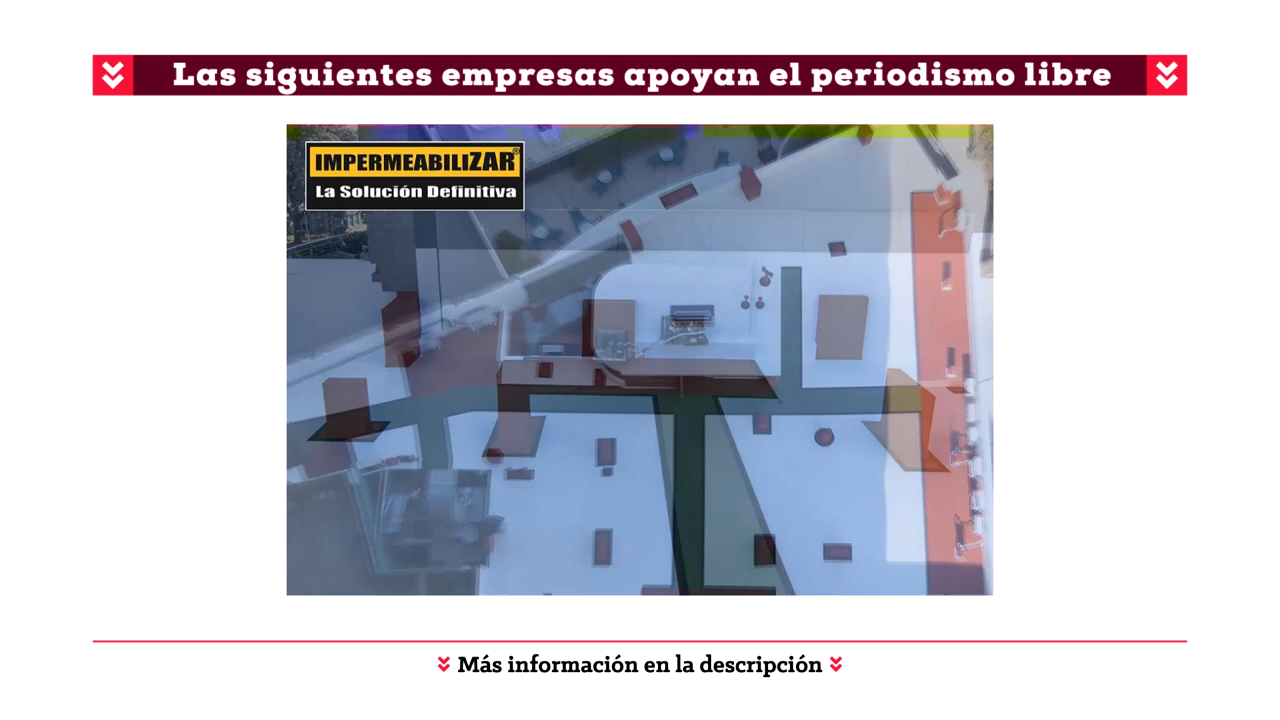 Las siguientes empresas apoyan el periodismo libre
IMPERMEABILIZAR®
La Solución Definitiva
Más información en la descripción